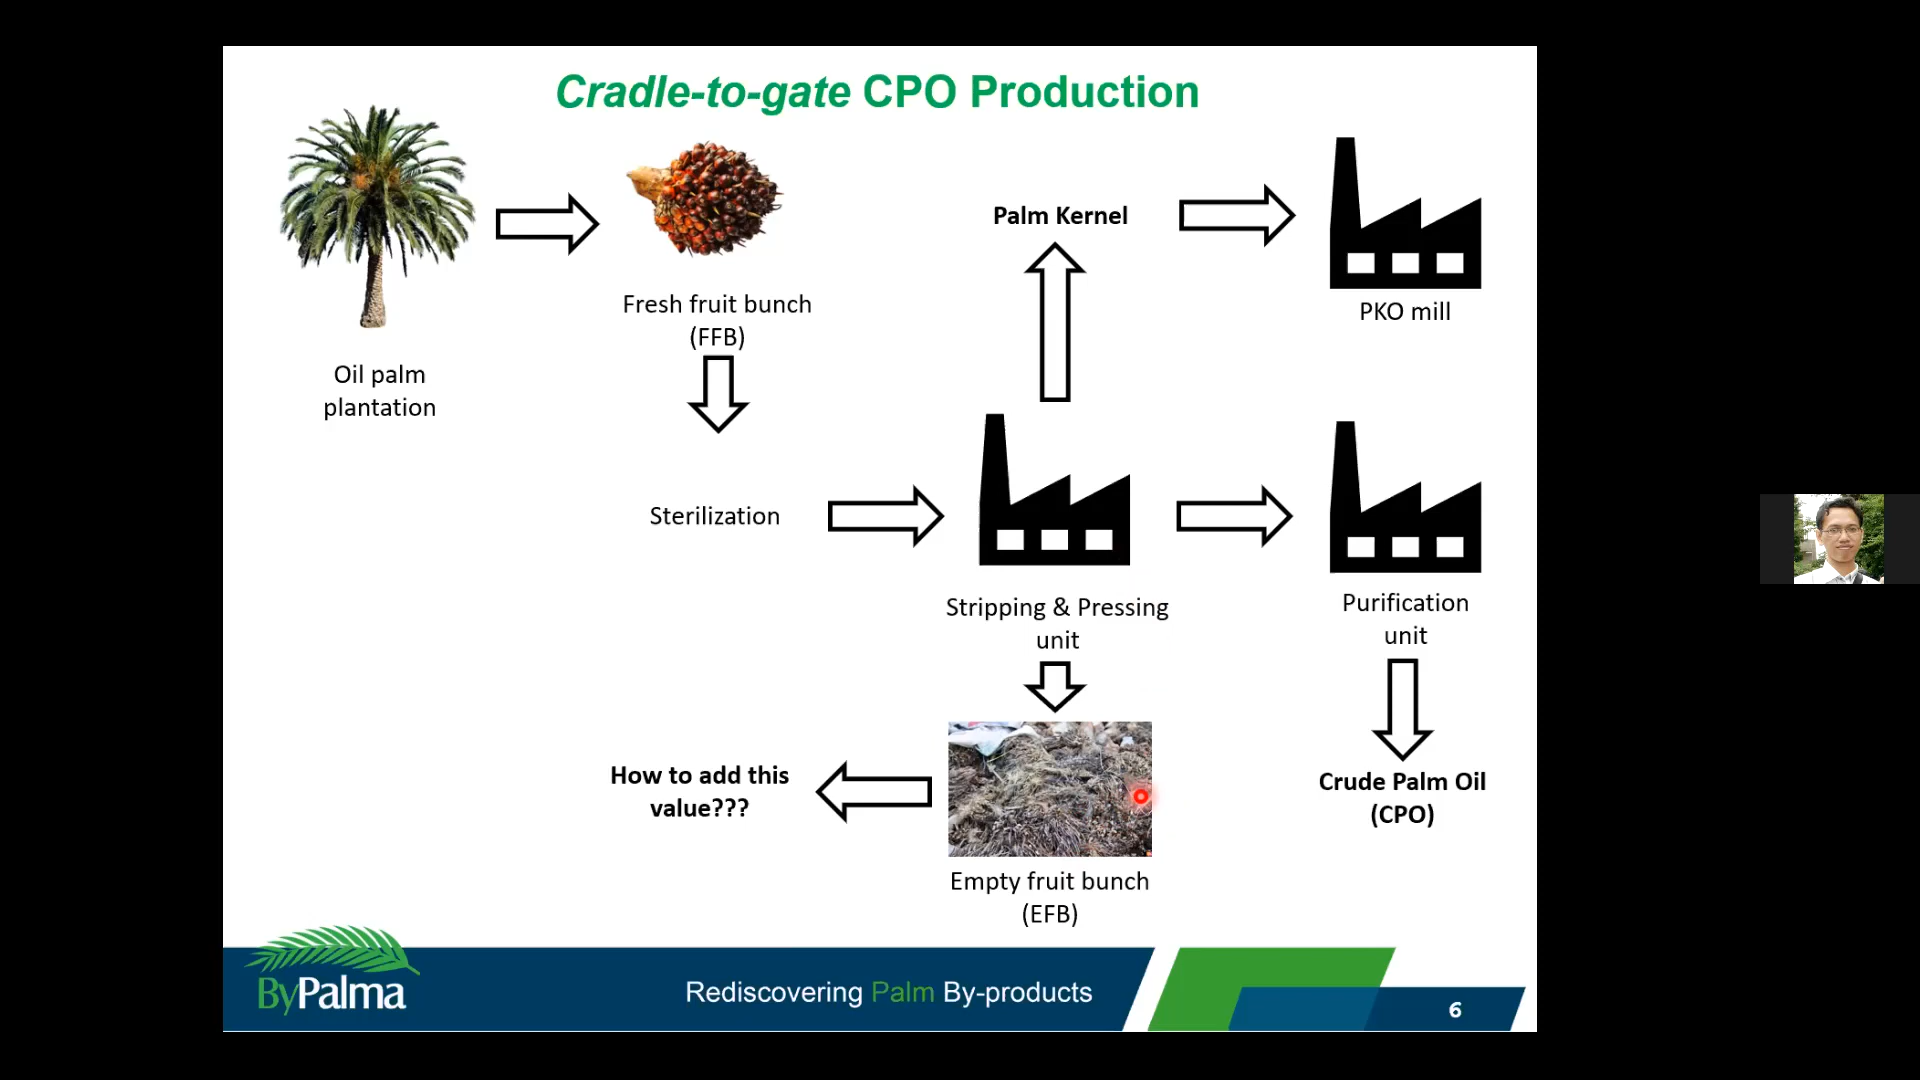 Cradle-to-gate CPO Production
Palm Kernel
Fresh fruit bunch
(FFB)
PKO mill
Oil palm
plantation
Sterilization
Stripping & Pressing
unit
Purification
unit
How to add this
value???
Crude Palm Oil
(CPO)
Empty fruit bunch
(EFB)
ByPalma
Rediscovering Palm By-products
6